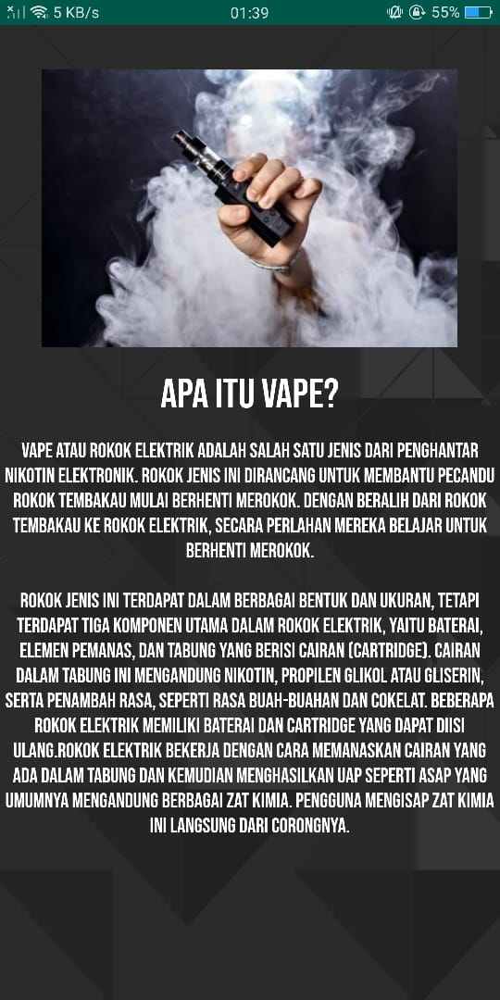 5 KB/s 01:39 55%
APA ITU VAPE?
VAPE ATAU ROKOK ELEKTRIK ADALAH SALAH SATU JENIS DARI PENGHANTAR
NIKOTIN ELEKTRONIK. ROKOK JENIS INI DIRANCANG UNTUK MEMBANTU PECANDU
ROKOK TEMBAKAU MULAI BERHENTI MEROKOK. DENGAN BERALIH DARI ROKOK
TEMBAKAU KE ROKOK ELEKTRIK, SECARA PERLAHAN MEREKA BELAJAR UNTUK
BERHENTI MEROKOK.
ROKOK JENIS INI TERDAPAT DALAM BERBAGAI BENTUK DAN UKURAN, TETAPI
TERDAPAT TIGA KOMPONEN UTAMA DALAM ROKOK ELEKTRIK, YAITU BATERAI,
ELEMEN PEMANAS, DAN TABUNG YANG BERISI CAIRAN (CARTRIDGE). CAIRAN
DALAM TABUNG INI MENGANDUNG NIKOTIN, PROPILEN GLIKOL ATAU GLISERIN,
SERTA PENAMBAH RASA, SEPERTI RASA BUAH-BUAHAN DAN COKELAT. BEBERAPA
ROKOK ELEKTRIK MEMILIKI BATERAI DAN CARTRIDGE YANG DAPAT DIISI
ULANG.ROKOK ELEKTRIK BEKERJA DENGAN CARA MEMANASKAN CAIRAN YANG
ADA DALAM TABUNG DAN KEMUDIAN MENGHASILKAN UAP SEPERTI ASAP YANG
UMUMNYA MENGANDUNG BERBAGAI ZAT KIMIA. PENGGUNA MENGISAP ZAT KIMIA
INI LANGSUNG DARI CORONGNYA.